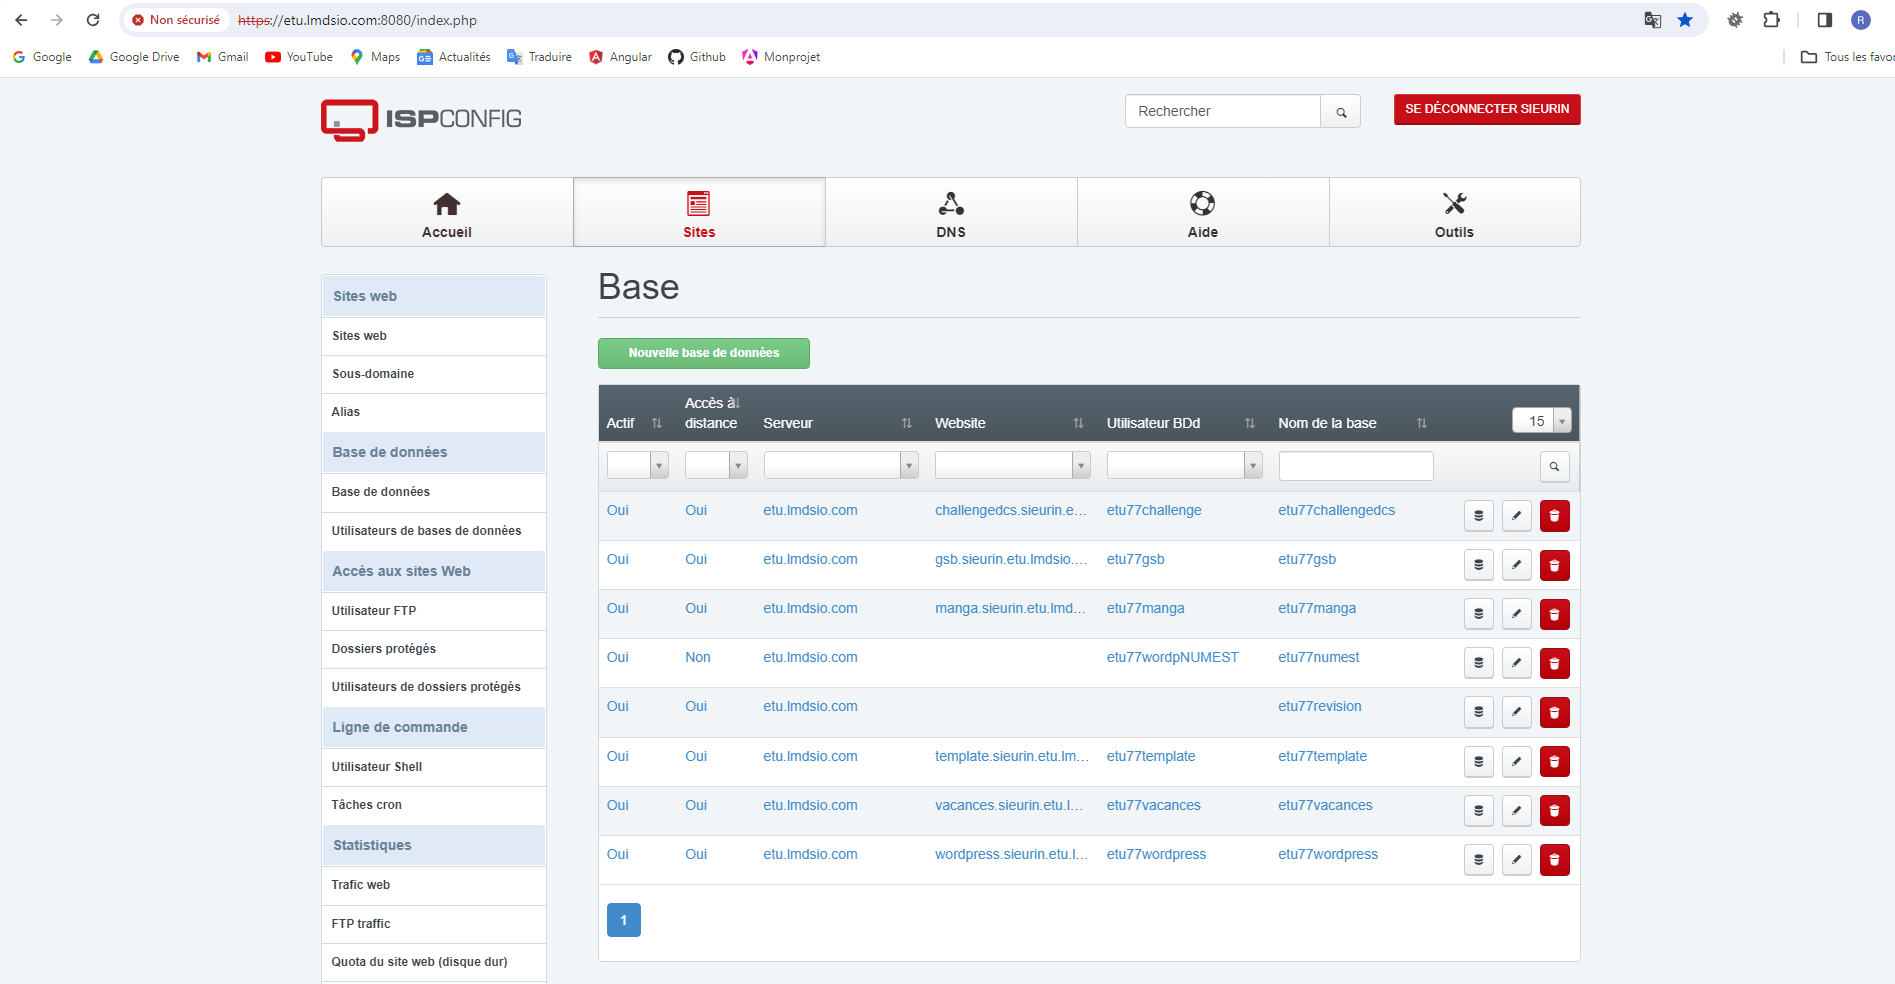 Non sécurisé https://etu.lmdsio.com:8080/index.php R
Google Google Drive Gmail YouTube Maps Actualités Traduire Angular Github Monprojet Tous les favor
ISPCONFIG Rechercher SE DÉCONNECTER SIEURIN
Accueil Sites DNS Aide Outils
Sites web
Sites web
Sous-domaine
Alias
Base de données
Base de données
Utilisateurs de bases de données
Accès aux sites Web
Utilisateur FTP
Dossiers protégés
Utilisateurs de dossiers protégés
Ligne de commande
Utilisateur Shell
Tâches cron
Statistiques
Trafic web
FTP traffic
Quota du site web (disque dur)
Base
Nouvelle base de données
Actif Accès à distance Serveur Website Utilisateur BDd Nom de la base 15
Oui Oui etu.lmdsio.com challengedcs.sieurin.e... etu77challenge etu77challengedcs
Oui Oui etu.lmdsio.com gsb.sieurin.etu.lmdsio.... etu77gsb etu77gsb
Oui Oui etu.lmdsio.com manga.sieurin.etu.lmd... etu77manga etu77manga
Oui Non etu.lmdsio.com etu77wordpNUMEST etu77numest
Oui Oui etu.lmdsio.com etu77revision
Oui Oui etu.lmdsio.com template.sieurin.etu.lm... etu77template etu77template
Oui Oui etu.lmdsio.com vacances.sieurin.etu.l... etu77vacances etu77vacances
Oui Oui etu.lmdsio.com wordpress.sieurin.etu.l... etu77wordpress etu77wordpress
1